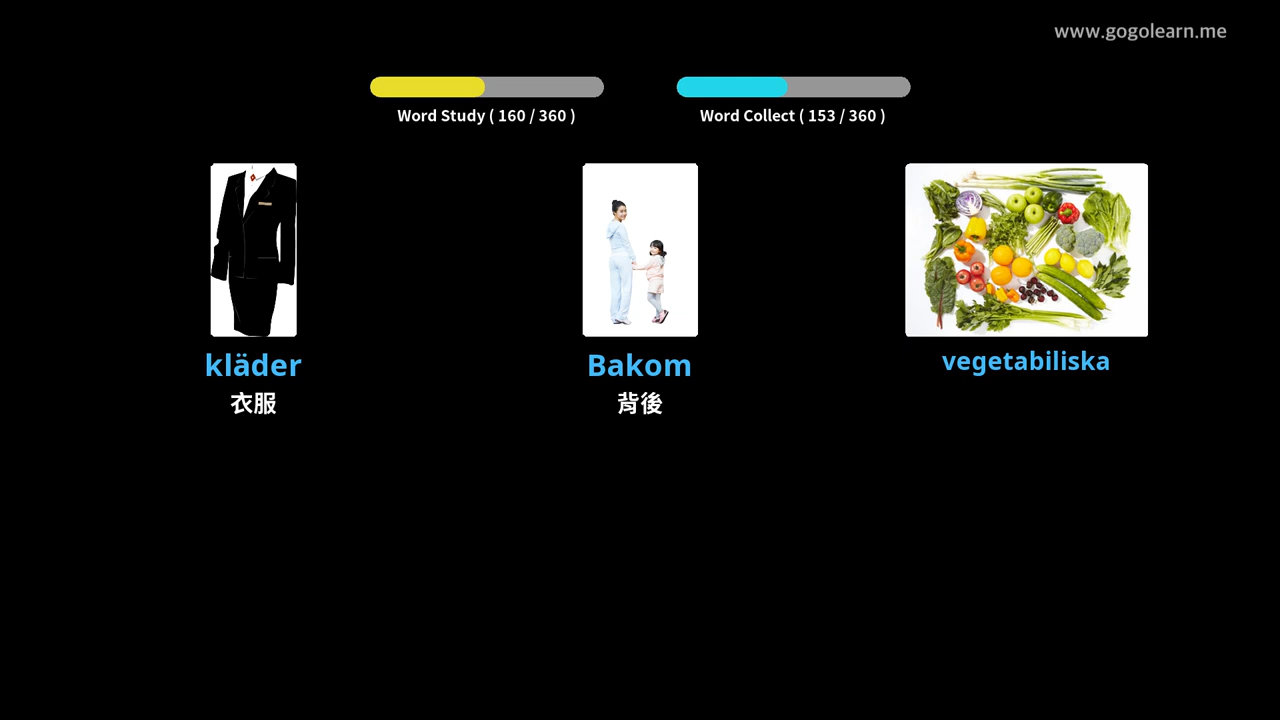 www.gogolearn.me
Word Study ( 160 / 360 )
Word Collect ( 153 / 360 )
kläder
衣服
Bakom
背後
vegetabiliska